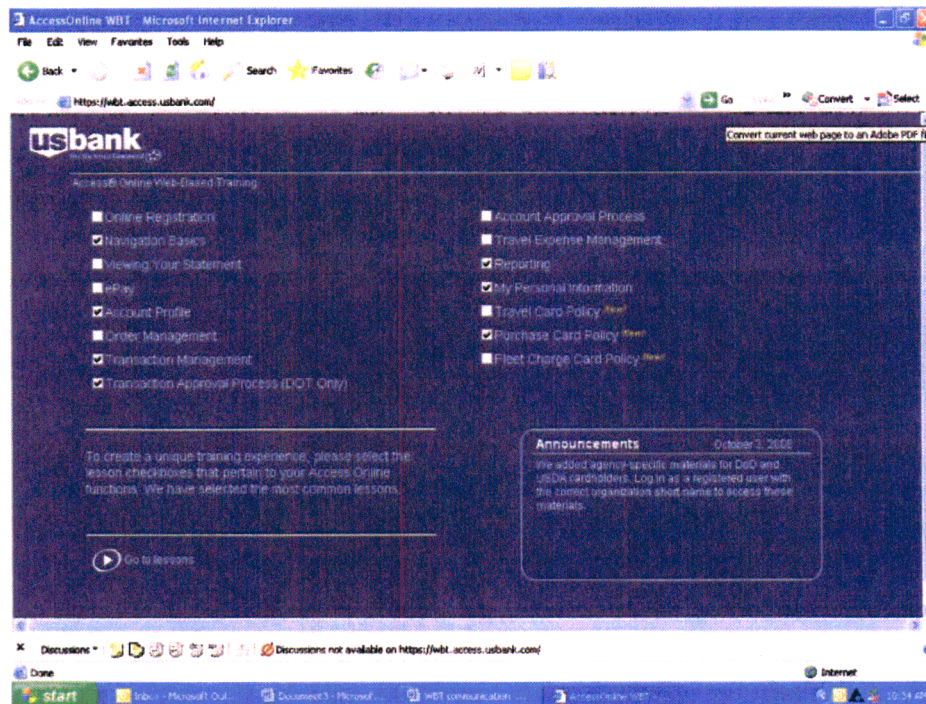 AccessOnline WBT - Microsoft Internet Explorer
File Edit View Favorites Tools Help
Back Search Favorites
https://wbt.access.usbank.com/ Go Convert Select
Convert current web page to an Adobe PDF fi
usbank
Access® Online Web-Based Training
Online Registration
Navigation Basics
Viewing Your Statement
ePay
Account Profile
Order Management
Transaction Management
Transaction Approval Process (DOT Only)
Account Approval Process
Travel Expense Management
Reporting
My Personal Information
Travel Card Policy New!
Purchase Card Policy New!
Fleet Charge Card Policy New!
To create a unique training experience, please select the
lesson checkboxes that pertain to your Access Online
functions. We have selected the most common lessons.
Go to lessons
Announcements October 3, 2008
We added agency-specific materials for DoD and
USDA cardholders. Log in as a registered user with
the correct organization short name to access these
materials.
Discussions Discussions not available on https://wbt.access.usbank.com/
Done Internet
start Inbox - Microsoft Out... Document3 - Microsof... WBT communication ... AccessOnline WBT - ... 10:34 AM